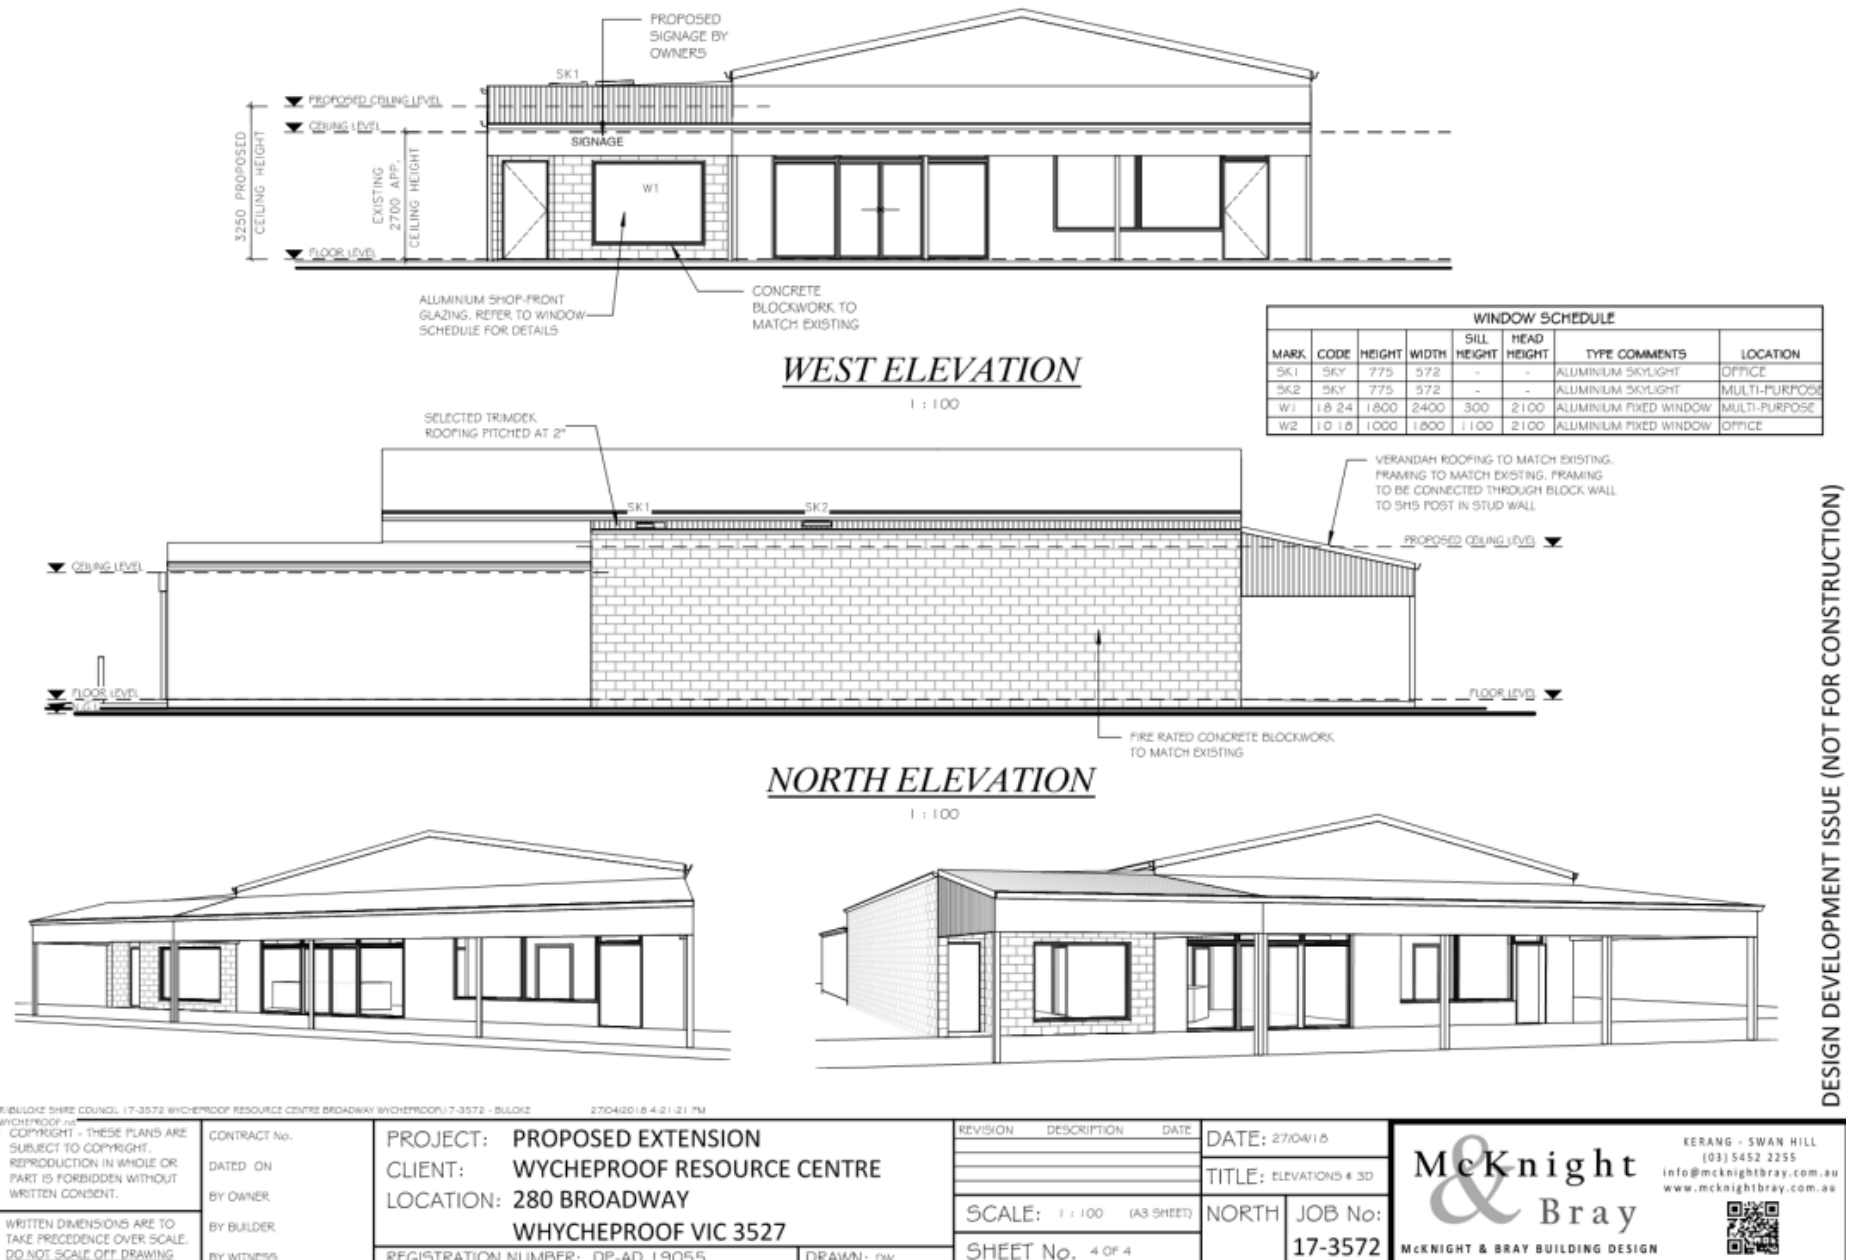 PROPOSED
SIGNAGE BY
OWNERS
SK1
PROPOSED CEILING LEVEL
CEILING LEVEL
SIGNAGE
3250 PROPOSED
CEILING HEIGHT
EXISTING
2700 APP.
CEILING HEIGHT
W1
FLOOR LEVEL
ALUMINIUM SHOP-FRONT
GLAZING. REFER TO WINDOW
SCHEDULE FOR DETAILS
CONCRETE
BLOCKWORK TO
MATCH EXISTING
WEST ELEVATION
1 : 100
WINDOW SCHEDULE
MARK CODE HEIGHT WIDTH SILL HEIGHT HEAD HEIGHT TYPE COMMENTS LOCATION
SK1 SKY 775 572 - - ALUMINIUM SKYLIGHT OFFICE
SK2 SKY 775 572 - - ALUMINIUM SKYLIGHT MULTI-PURPOSE
W1 18 24 1800 2400 300 2100 ALUMINIUM FIXED WINDOW MULTI-PURPOSE
W2 10 18 1000 1800 1100 2100 ALUMINIUM FIXED WINDOW OFFICE
SELECTED TRIMDEK
ROOFING PITCHED AT 2°
SK1
SK2
VERANDAH ROOFING TO MATCH EXISTING.
FRAMING TO MATCH EXISTING. FRAMING
TO BE CONNECTED THROUGH BLOCK WALL
TO SHS POST IN STUD WALL
PROPOSED CEILING LEVEL
CEILING LEVEL
FLOOR LEVEL
FLOOR LEVEL
FIRE RATED CONCRETE BLOCKWORK
TO MATCH EXISTING
NORTH ELEVATION
1 : 100
DESIGN DEVELOPMENT ISSUE (NOT FOR CONSTRUCTION)
BULOKE SHIRE COUNCIL 17-3572 WYCHEPROOF RESOURCE CENTRE BROADWAY WYCHEPROOF\17-3572 - BULOKE
27/04/2018 4:21:21 PM
COPYRIGHT - THESE PLANS ARE
SUBJECT TO COPYRIGHT.
REPRODUCTION IN WHOLE OR
PART IS FORBIDDEN WITHOUT
WRITTEN CONSENT.
WRITTEN DIMENSIONS ARE TO
TAKE PRECEDENCE OVER SCALE.
DO NOT SCALE OFF DRAWING
CONTRACT No.
DATED ON
BY OWNER
BY BUILDER
BY WITNESS
PROJECT: PROPOSED EXTENSION
CLIENT: WYCHEPROOF RESOURCE CENTRE
LOCATION: 280 BROADWAY
WHYCHEPROOF VIC 3527
REGISTRATION NUMBER: DP-AD 19055
DRAWN: DW
REVISION DESCRIPTION DATE
SCALE: 1 : 100 (A3 SHEET)
SHEET No. 4 OF 4
DATE: 27/04/18
TITLE: ELEVATIONS & 3D
NORTH
JOB No:
17-3572
McKnight
&
Bray
McKNIGHT & BRAY BUILDING DESIGN
KERANG - SWAN HILL
(03) 5452 2255
info@mcknightbray.com.au
www.mcknightbray.com.au